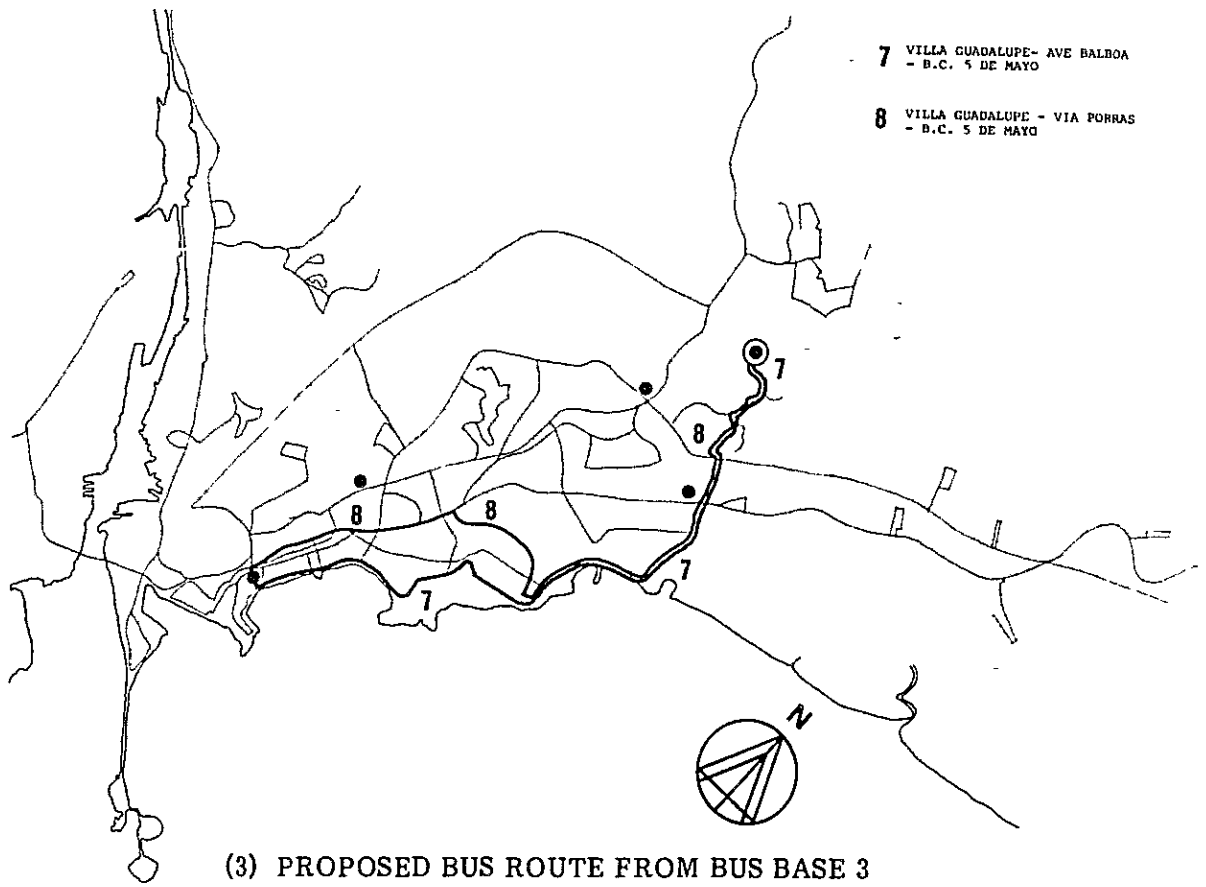 7 VILLA GUADALUPE- AVE BALBOA
- B.C. 5 DE MAYO
8 VILLA GUADALUPE - VIA PORRAS
- B.C. 5 DE MAYO
7
8
8
8
7
7
N
(3) PROPOSED BUS ROUTE FROM BUS BASE 3